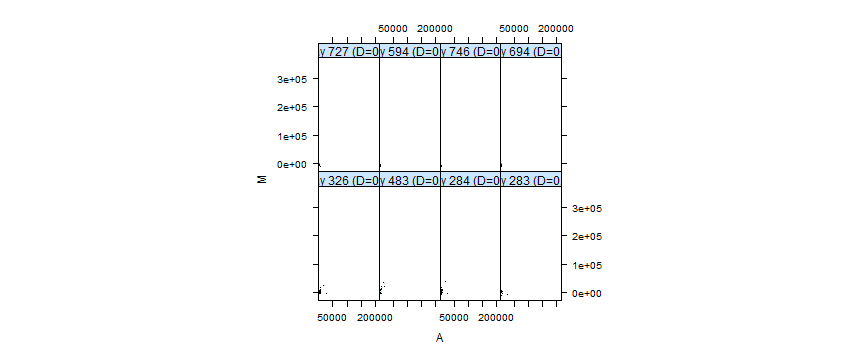 50000 200000 50000 200000
y 727 (D=0 y 594 (D=0 y 746 (D=0 y 694 (D=0
3e+05
2e+05
1e+05
0e+00
M
y 326 (D=0 y 483 (D=0 y 284 (D=0 y 283 (D=0
3e+05
2e+05
1e+05
0e+00
50000 200000 50000 200000
A